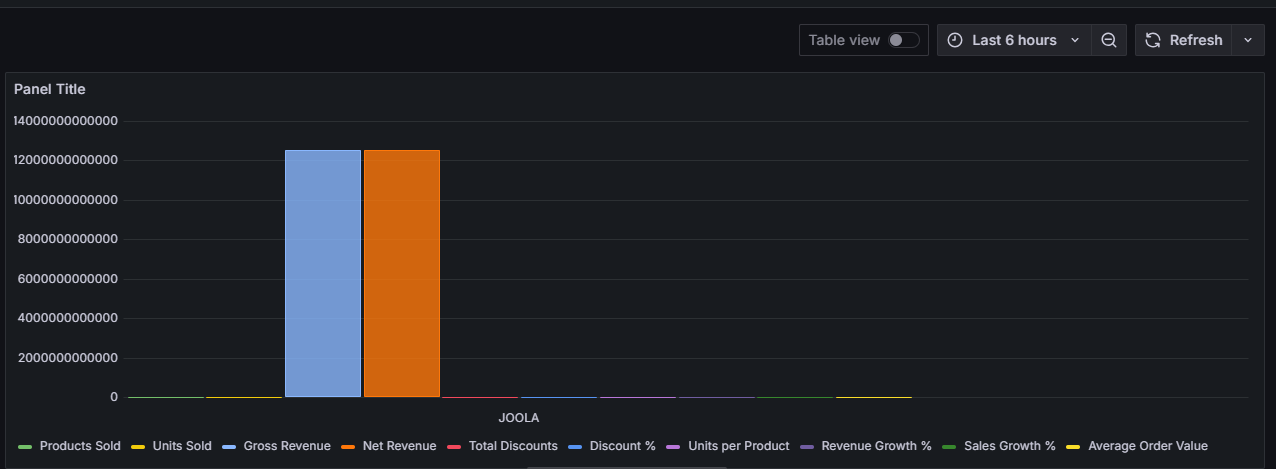 Table view Last 6 hours Refresh
Panel Title
14000000000000
12000000000000
10000000000000
8000000000000
6000000000000
4000000000000
2000000000000
0
JOOLA
Products Sold Units Sold Gross Revenue Net Revenue Total Discounts Discount % Units per Product Revenue Growth % Sales Growth % Average Order Value